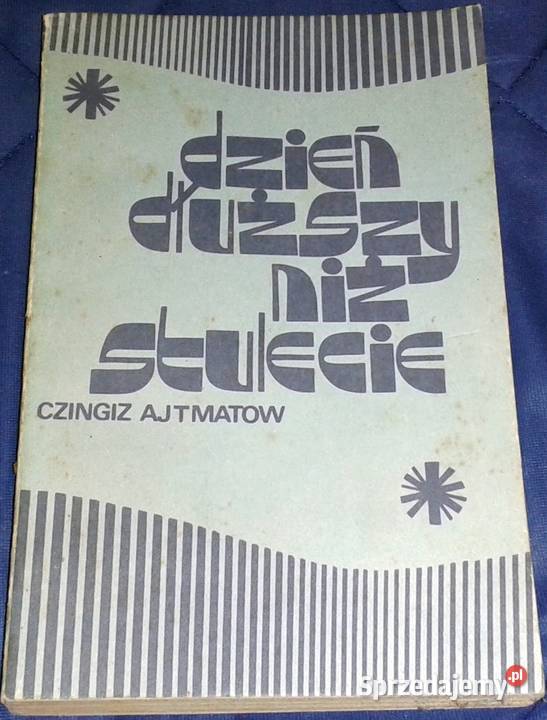 dzień
dłuższy
niż
stulecie
CZINGIZ AJTMATOW
Sprzedajemy.pl